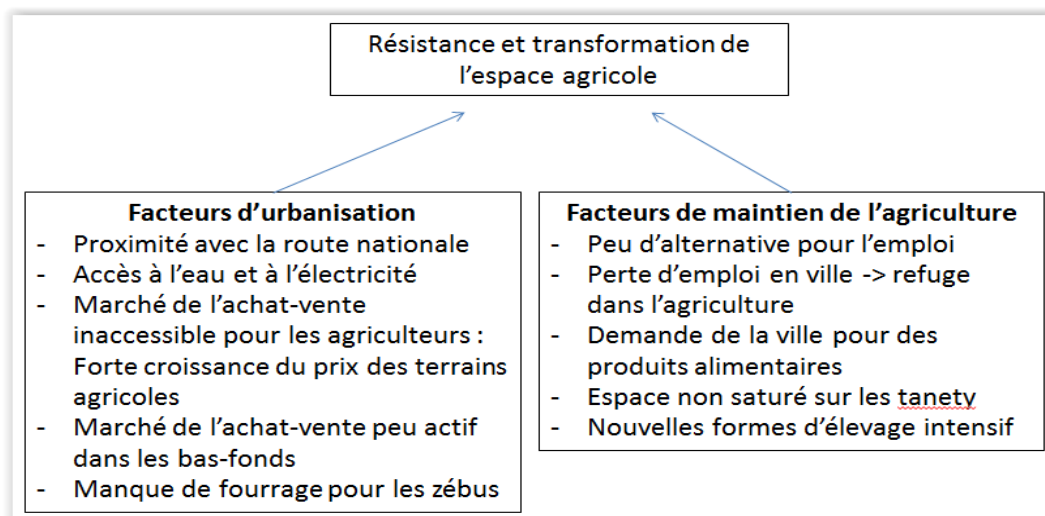 Résistance et transformation de
l’espace agricole
Facteurs d’urbanisation
- Proximité avec la route nationale
- Accès à l’eau et à l’électricité
- Marché de l’achat-vente
inaccessible pour les agriculteurs :
Forte croissance du prix des terrains
agricoles
- Marché de l’achat-vente peu actif
dans les bas-fonds
- Manque de fourrage pour les zébus
Facteurs de maintien de l’agriculture
- Peu d’alternative pour l’emploi
- Perte d’emploi en ville -> refuge
dans l’agriculture
- Demande de la ville pour des
produits alimentaires
- Espace non saturé sur les tanety
- Nouvelles formes d’élevage intensif